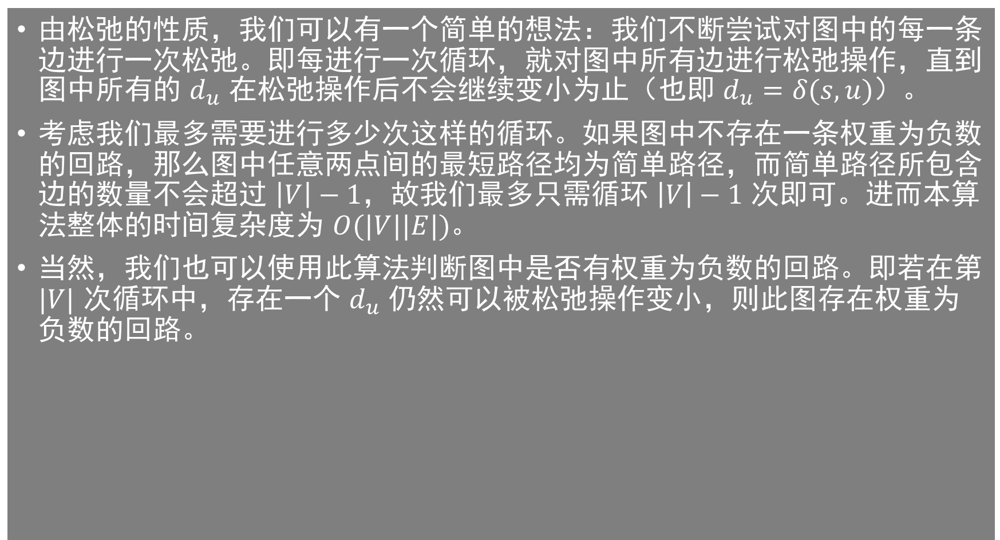 • 由松弛的性质，我们可以有一个简单的想法：我们不断尝试对图中的每一条
边进行一次松弛。即每进行一次循环，就对图中所有边进行松弛操作，直到
图中所有的 d_u 在松弛操作后不会继续变小为止（也即 d_u = δ(s, u)）。
• 考虑我们最多需要进行多少次这样的循环。如果图中不存在一条权重为负数
的回路，那么图中任意两点间的最短路径均为简单路径，而简单路径所包含
边的数量不会超过 |V| − 1，故我们最多只需循环 |V| − 1 次即可。进而本算
法整体的时间复杂度为 O(|V||E|)。
• 当然，我们也可以使用此算法判断图中是否有权重为负数的回路。即若在第
|V| 次循环中，存在一个 d_u 仍然可以被松弛操作变小，则此图存在权重为
负数的回路。